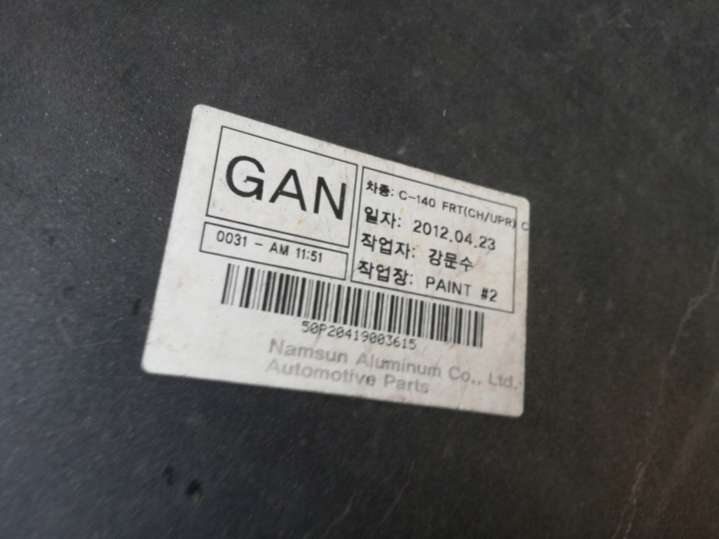 GAN
0031 - AM 11:51
차종: C-140 FRT(CH/UPR) C
일자: 2012.04.23
작업자: 강문수
작업장: PAINT #2
50P20419003615
Namsun Aluminum Co., Ltd.
Automotive Parts